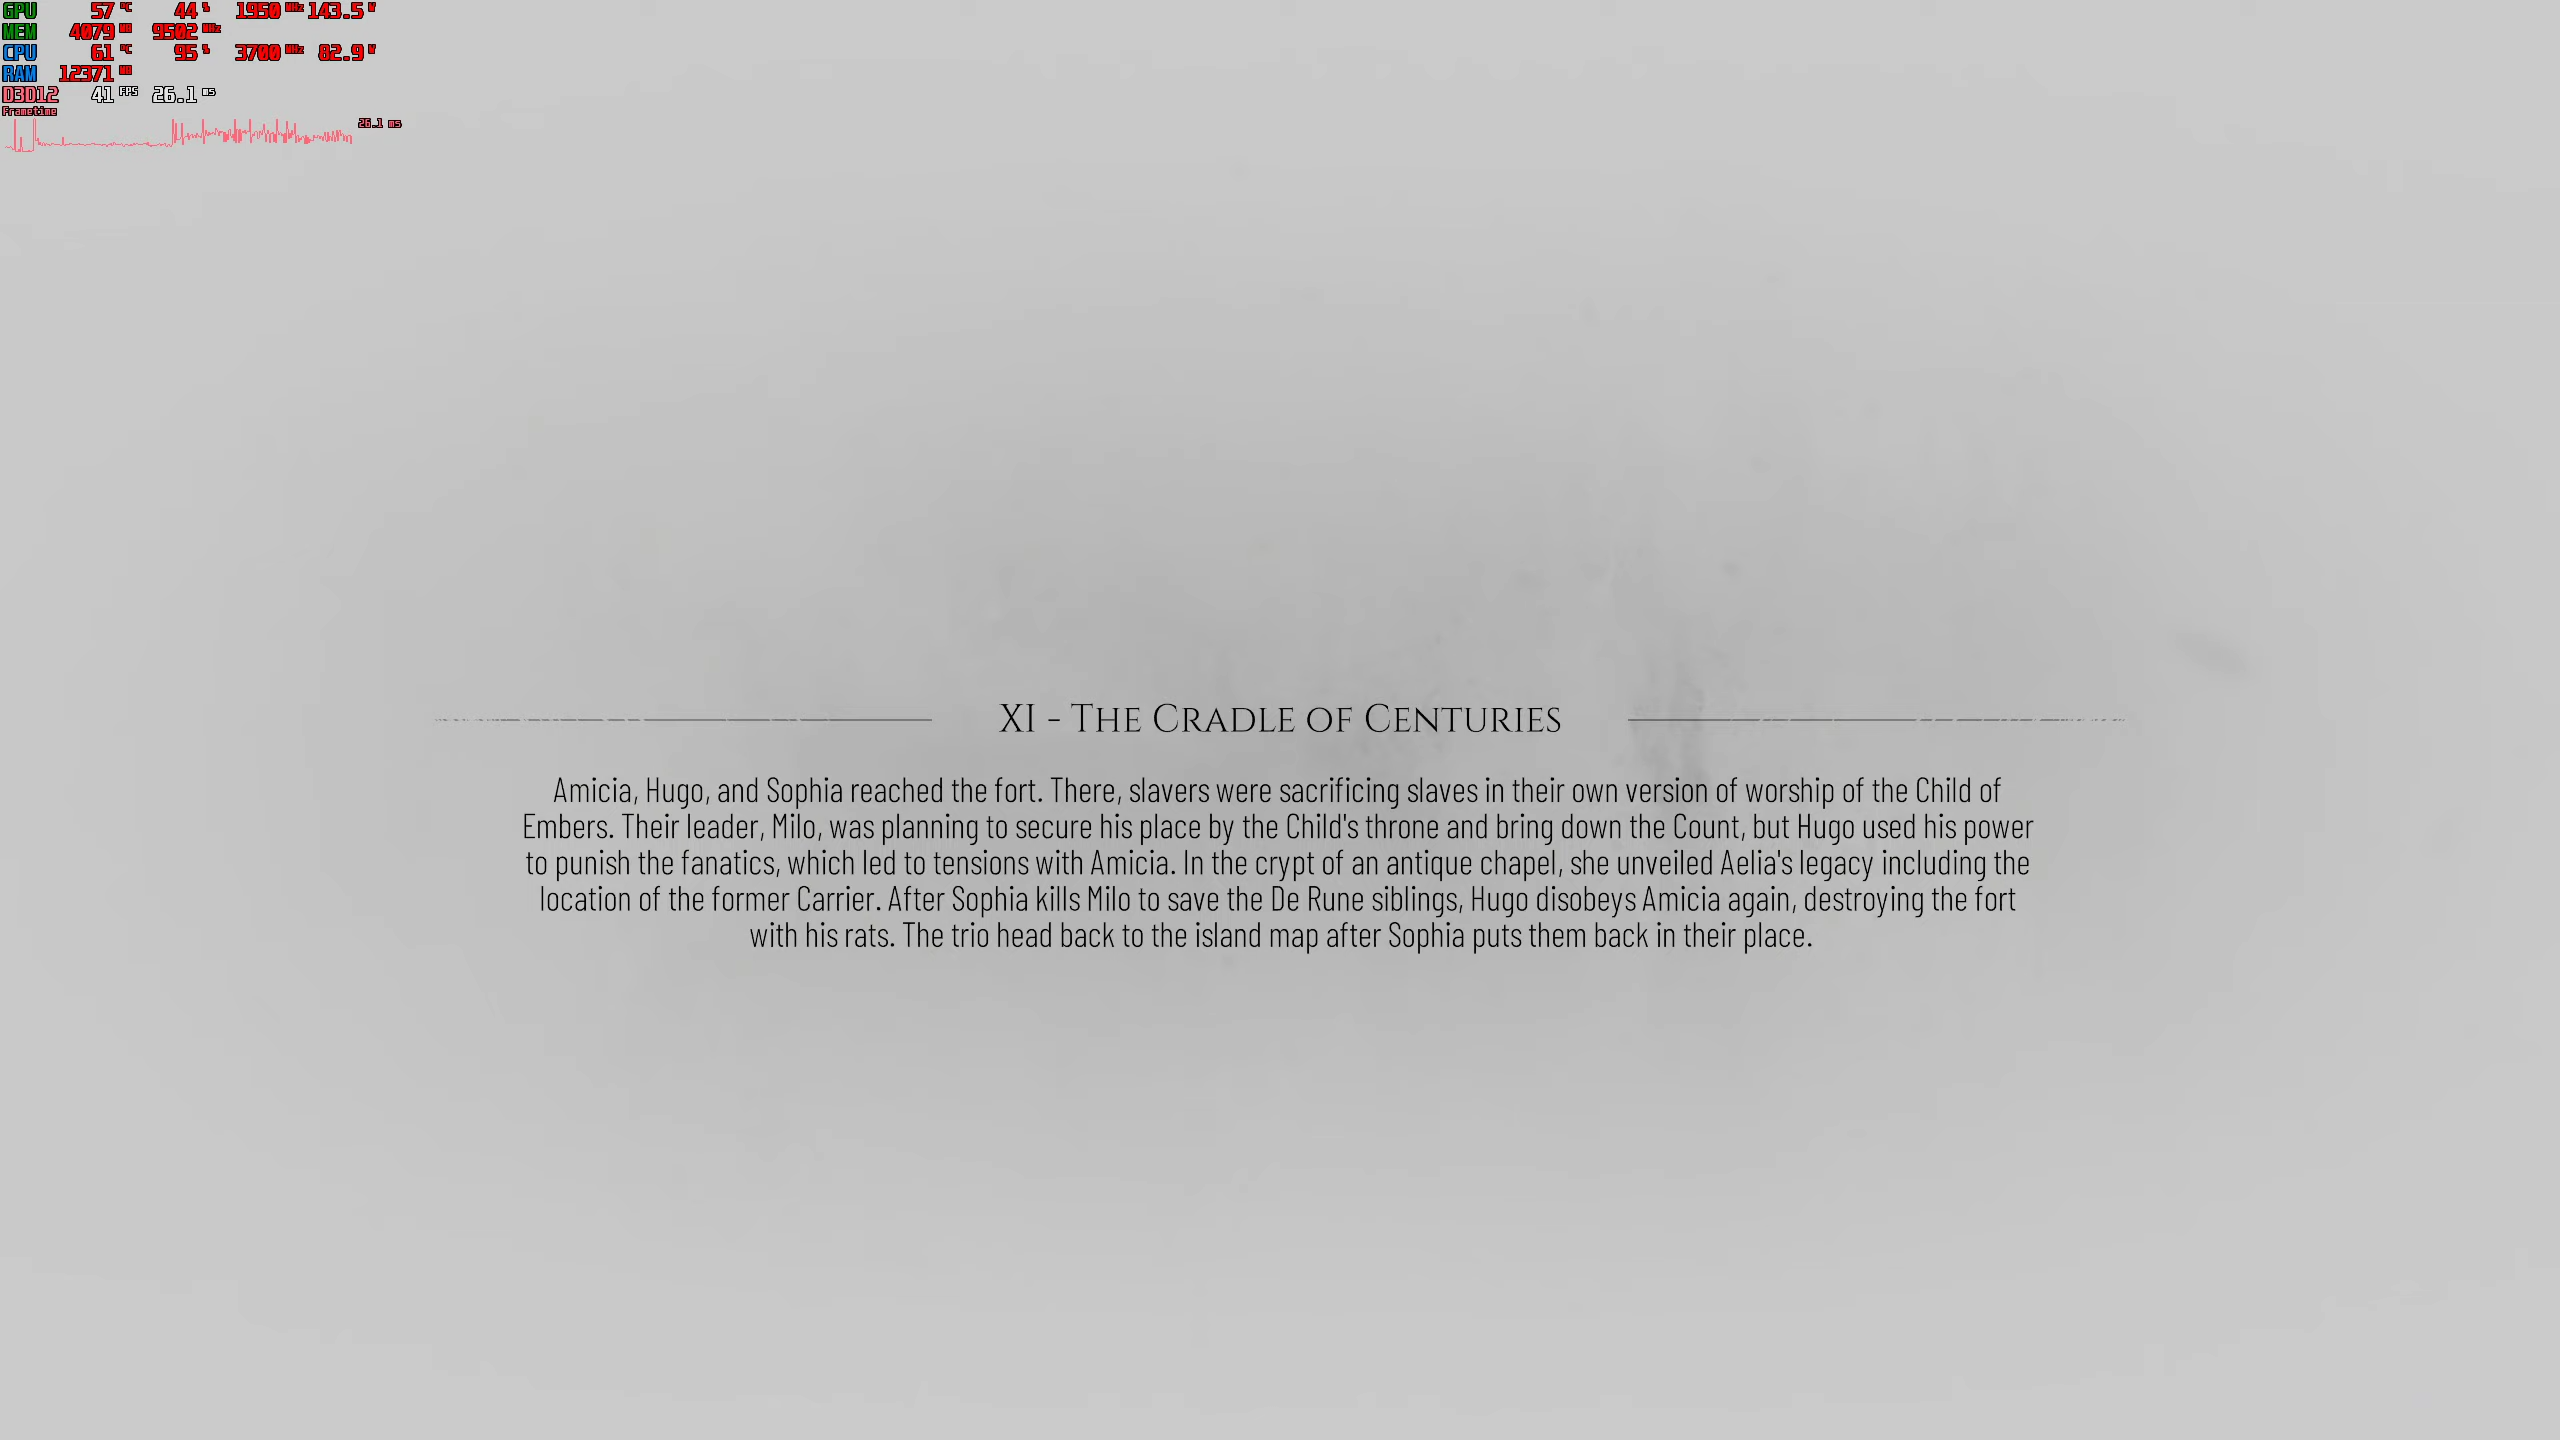 GPU 57 °C 44 % 1950 MHz 143.5 W
MEM 4079 MB 9502 MHz
CPU 61 °C 95 % 3700 MHz 82.9 W
RAM 12371 MB
D3D12 41 FPS 26.1 ms
Frametime
26.1 ms
XI - The Cradle of Centuries
Amicia, Hugo, and Sophia reached the fort. There, slavers were sacrificing slaves in their own version of worship of the Child of
Embers. Their leader, Milo, was planning to secure his place by the Child's throne and bring down the Count, but Hugo used his power
to punish the fanatics, which led to tensions with Amicia. In the crypt of an antique chapel, she unveiled Aelia's legacy including the
location of the former Carrier. After Sophia kills Milo to save the De Rune siblings, Hugo disobeys Amicia again, destroying the fort
with his rats. The trio head back to the island map after Sophia puts them back in their place.